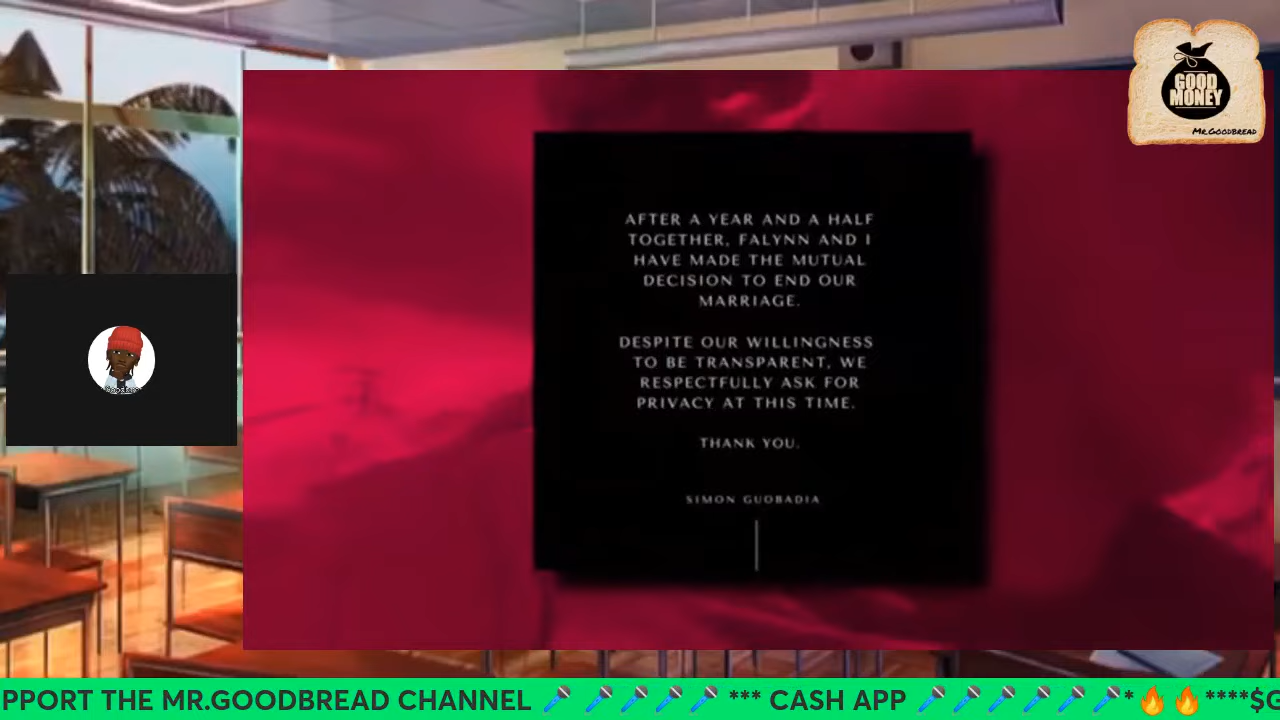 GOOD
MONEY
MR.GOODBREAD
AFTER A YEAR AND A HALF
TOGETHER, FALYNN AND I
HAVE MADE THE MUTUAL
DECISION TO END OUR
MARRIAGE.
DESPITE OUR WILLINGNESS
TO BE TRANSPARENT, WE
RESPECTFULLY ASK FOR
PRIVACY AT THIS TIME.
THANK YOU.
SIMON GUOBADIA
PPORT THE MR.GOODBREAD CHANNEL 🎤 🎤 🎤 🎤 🎤 *** CASH APP 🎤 🎤 🎤 🎤 🎤 🎤* 🔥 🔥 ****$